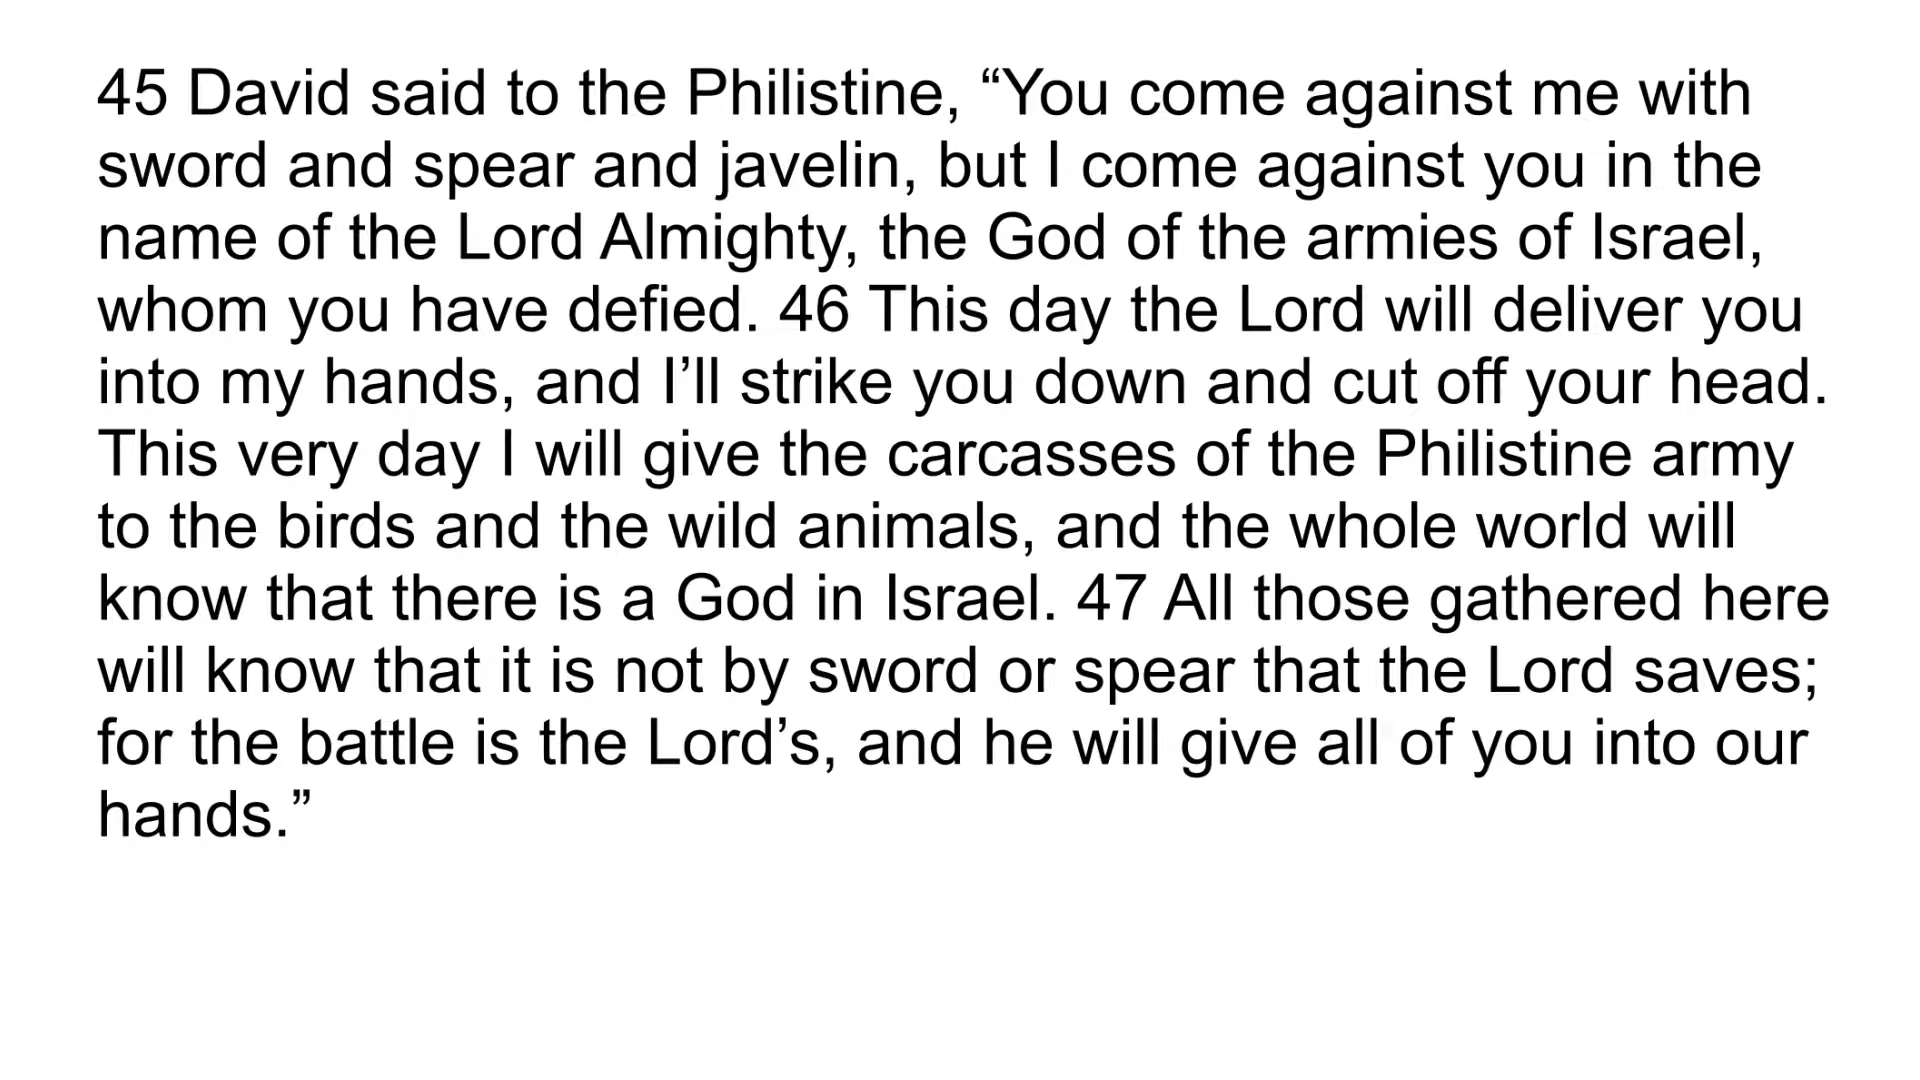 45 David said to the Philistine, “You come against me with
sword and spear and javelin, but I come against you in the
name of the Lord Almighty, the God of the armies of Israel,
whom you have defied. 46 This day the Lord will deliver you
into my hands, and I’ll strike you down and cut off your head.
This very day I will give the carcasses of the Philistine army
to the birds and the wild animals, and the whole world will
know that there is a God in Israel. 47 All those gathered here
will know that it is not by sword or spear that the Lord saves;
for the battle is the Lord’s, and he will give all of you into our
hands.”